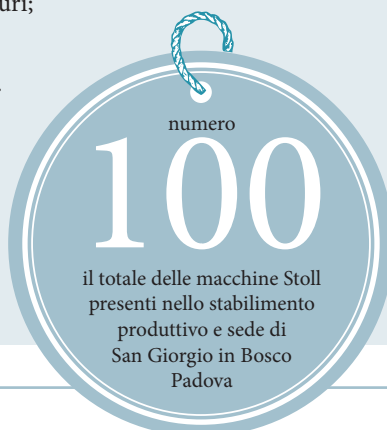 uri;
numero
100
il totale delle macchine Stoll
presenti nello stabilimento
produttivo e sede di
San Giorgio in Bosco
Padova